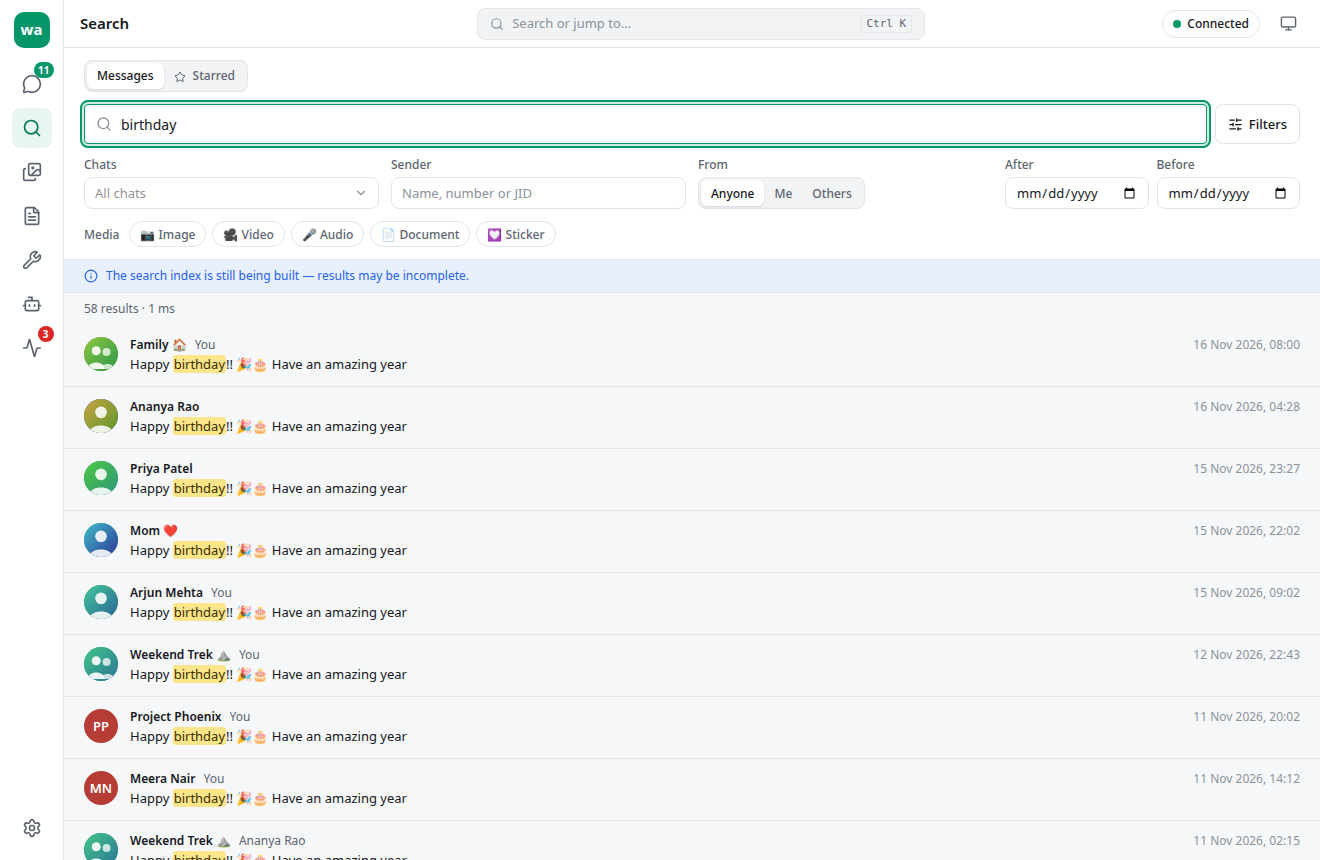 wa
Search
Search or jump to...
Ctrl K
Connected
11
3
Messages
Starred
birthday
Filters
Chats
Sender
From
After
Before
All chats
Name, number or JID
Anyone
Me
Others
mm/dd/yyyy
mm/dd/yyyy
Media
📷 Image
🎥 Video
🎤 Audio
📄 Document
💟 Sticker
The search index is still being built — results may be incomplete.
58 results · 1 ms
Family 🏠 You
16 Nov 2026, 08:00
Happy birthday!! 🎉🎂 Have an amazing year
Ananya Rao
16 Nov 2026, 04:28
Happy birthday!! 🎉🎂 Have an amazing year
Priya Patel
15 Nov 2026, 23:27
Happy birthday!! 🎉🎂 Have an amazing year
Mom ❤️
15 Nov 2026, 22:02
Happy birthday!! 🎉🎂 Have an amazing year
Arjun Mehta You
15 Nov 2026, 09:02
Happy birthday!! 🎉🎂 Have an amazing year
Weekend Trek ⛰️ You
12 Nov 2026, 22:43
Happy birthday!! 🎉🎂 Have an amazing year
PP
Project Phoenix You
11 Nov 2026, 20:02
Happy birthday!! 🎉🎂 Have an amazing year
MN
Meera Nair You
11 Nov 2026, 14:12
Happy birthday!! 🎉🎂 Have an amazing year
Weekend Trek ⛰️ Ananya Rao
11 Nov 2026, 02:15
Happy birthday!! 🎉🎂 Have an amazing year